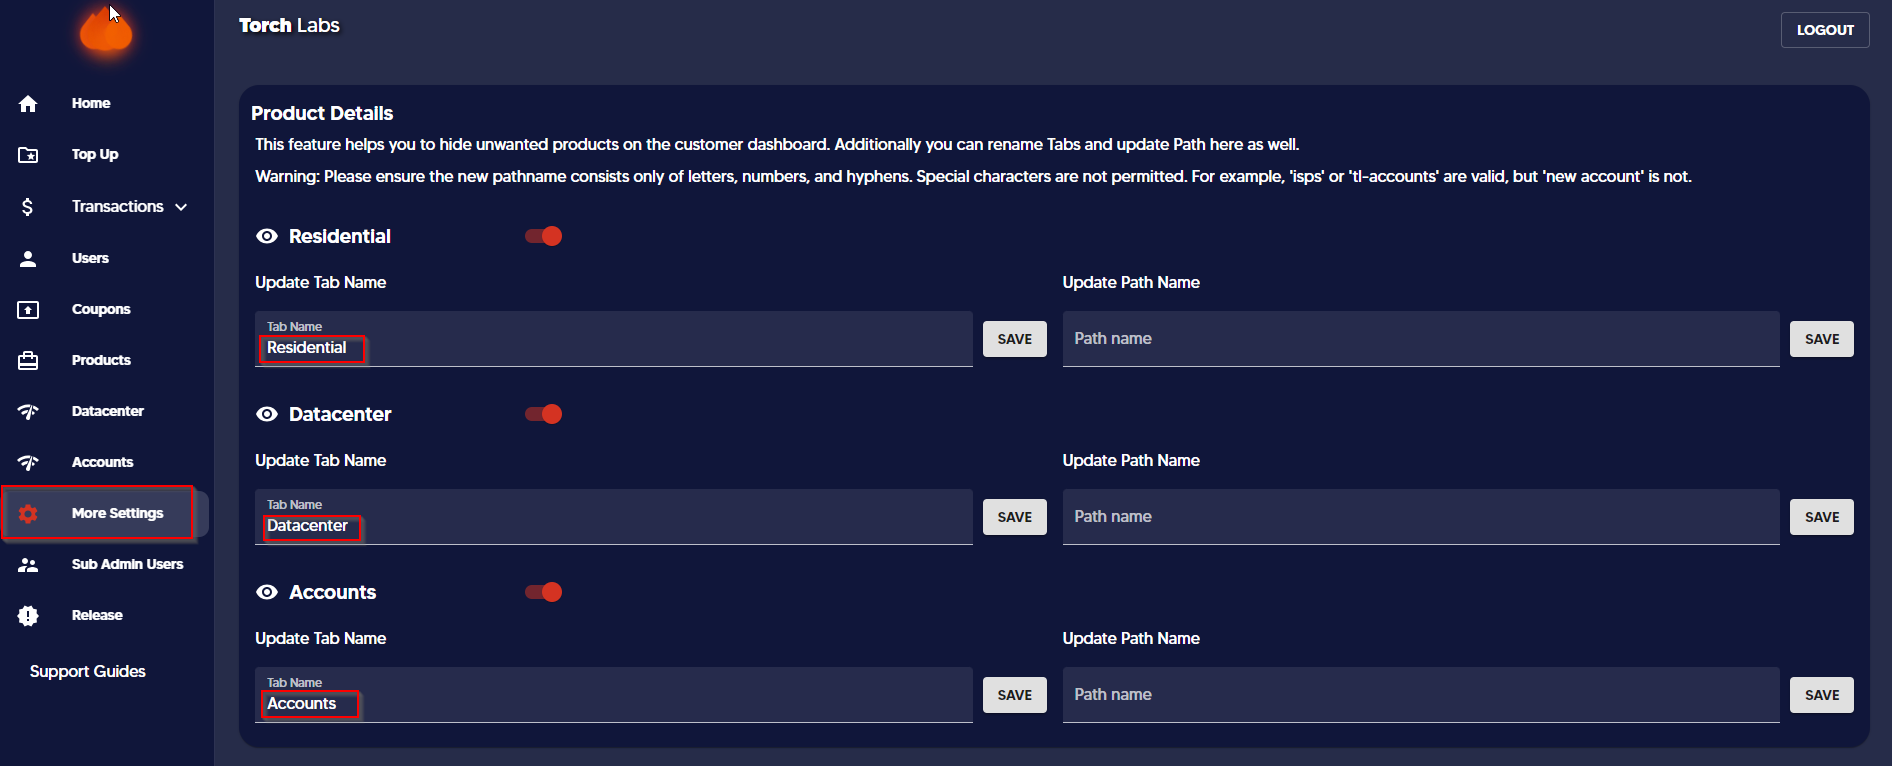 Torch Labs
LOGOUT
Home
Top Up
Transactions
Users
Coupons
Products
Datacenter
Accounts
More Settings
Sub Admin Users
Release
Support Guides
Product Details
This feature helps you to hide unwanted products on the customer dashboard. Additionally you can rename Tabs and update Path here as well.
Warning: Please ensure the new pathname consists only of letters, numbers, and hyphens. Special characters are not permitted. For example, 'isps' or 'tl-accounts' are valid, but 'new account' is not.
Residential
Update Tab Name
Update Path Name
Tab Name
Residential
SAVE
Path name
SAVE
Datacenter
Update Tab Name
Update Path Name
Tab Name
Datacenter
SAVE
Path name
SAVE
Accounts
Update Tab Name
Update Path Name
Tab Name
Accounts
SAVE
Path name
SAVE